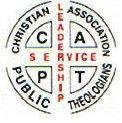 CHRISTIAN ASSOCIATION
PUBLIC THEOLOGIANS
LEADERSHIP
SERVICE
C A
P T